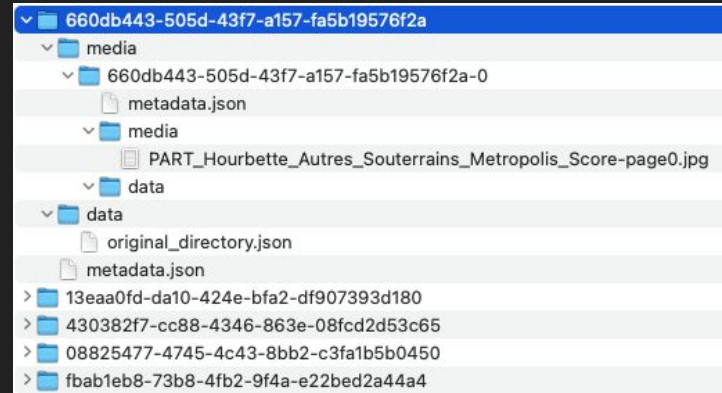 660db443-505d-43f7-a157-fa5b19576f2a
media
660db443-505d-43f7-a157-fa5b19576f2a-0
metadata.json
media
PART_Hourbette_Autres_Souterrains_Metropolis_Score-page0.jpg
data
data
original_directory.json
metadata.json
13eaa0fd-da10-424e-bfa2-df907393d180
430382f7-cc88-4346-863e-08fcd2d53c65
08825477-4745-4c43-8bb2-c3fa1b5b0450
fbab1eb8-73b8-4fb2-9f4a-e22bed2a44a4